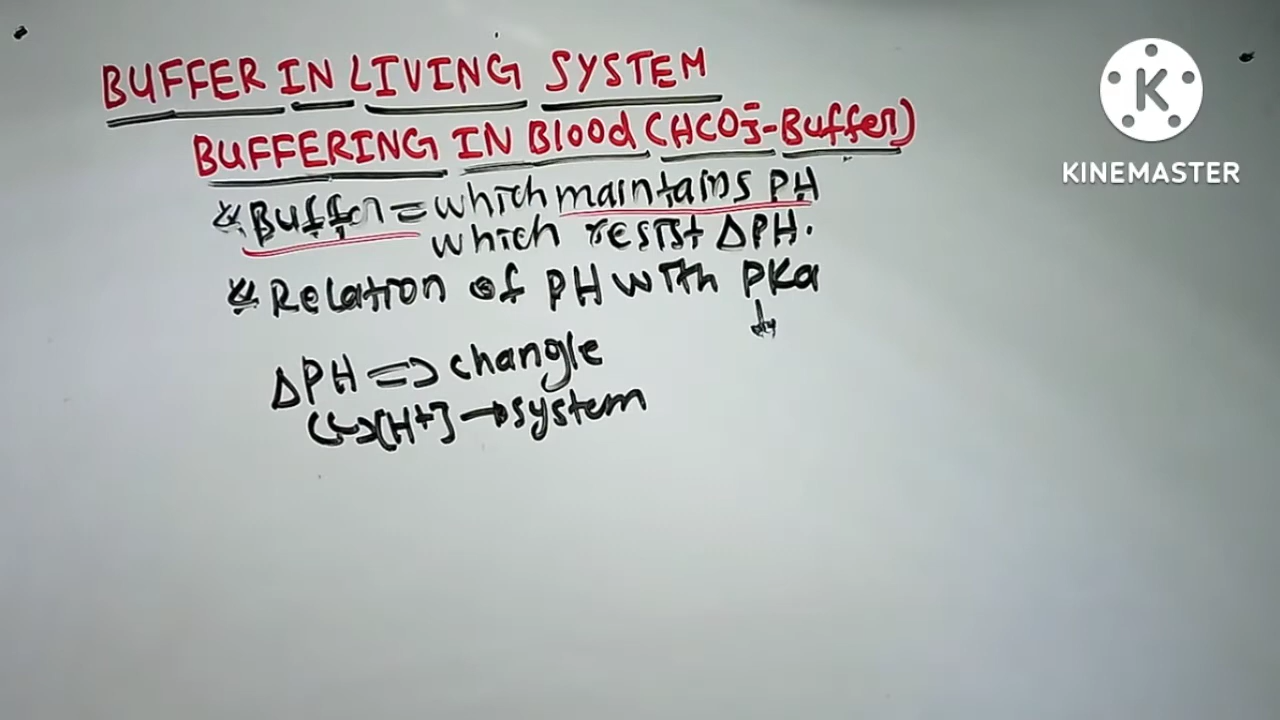 BUFFER IN LIVING SYSTEM
BUFFERING IN Blood (HCO3̄-Buffer)
Buffer = which maintains PH
which resist ΔPH.
Relation of PH with PKa
ΔPH => changle
[H+] → system
K
KINEMASTER